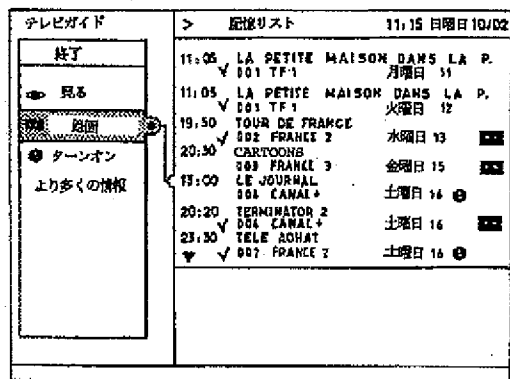 テレビガイド
> 記憶リスト 11:15 日曜日 10/02
終了
見る
録画
ターンオン
より多くの情報
11:05 LA PETITE MAISON DANS LA P.
001 TF1 月曜日 11
11:05 LA PETITE MAISON DANS LA P.
001 TF1 火曜日 12
19:50 TOUR DE FRANCE
002 FRANCE 2 水曜日 13
20:30 CARTOONS
003 FRANCE 3 金曜日 15
13:00 LE JOURNAL
004 CANAL+ 土曜日 16
20:20 TERMINATOR 2
004 CANAL+ 土曜日 16
23:30 TELE ACHAT
002 FRANCE 2 土曜日 16